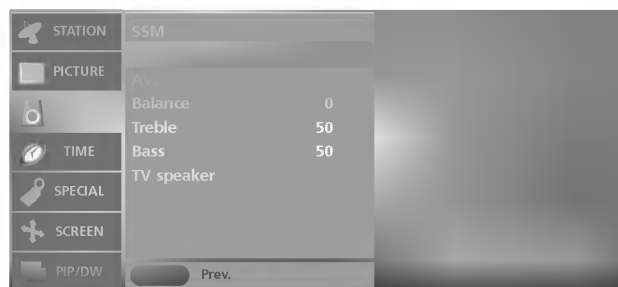 STATION
PICTURE
TIME
SPECIAL
SCREEN
PIP/DW
SSM
Balance 0
Treble 50
Bass 50
TV speaker
Prev.